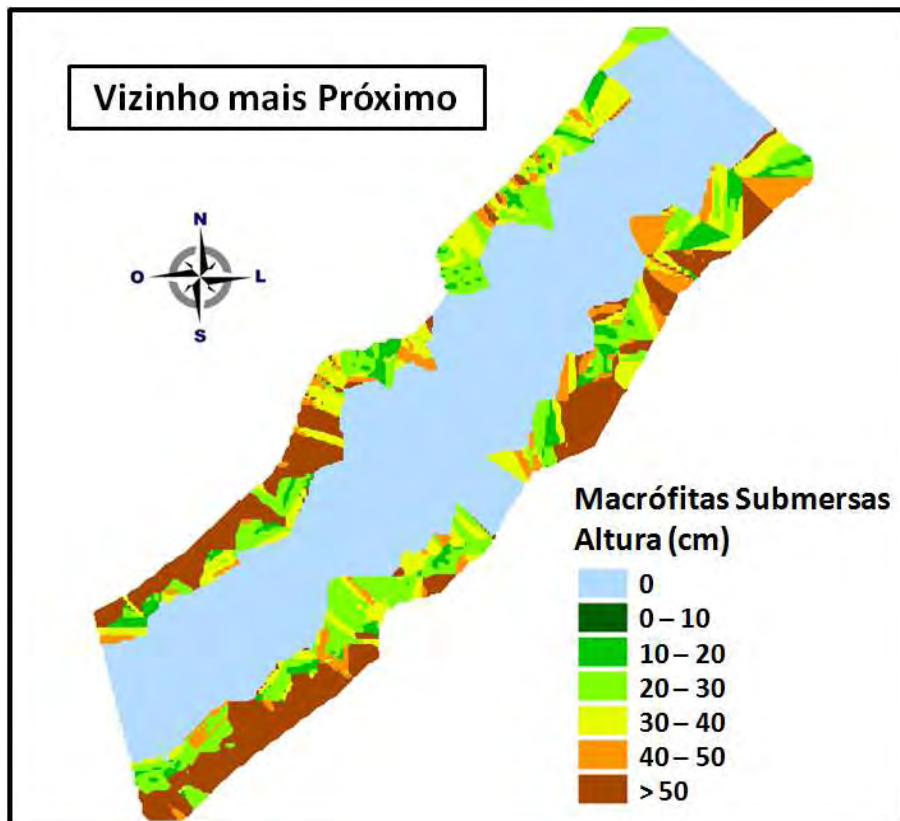 Vizinho mais Próximo
N
O
L
S
Macrófitas Submersas
Altura (cm)
0
0 – 10
10 – 20
20 – 30
30 – 40
40 – 50
> 50